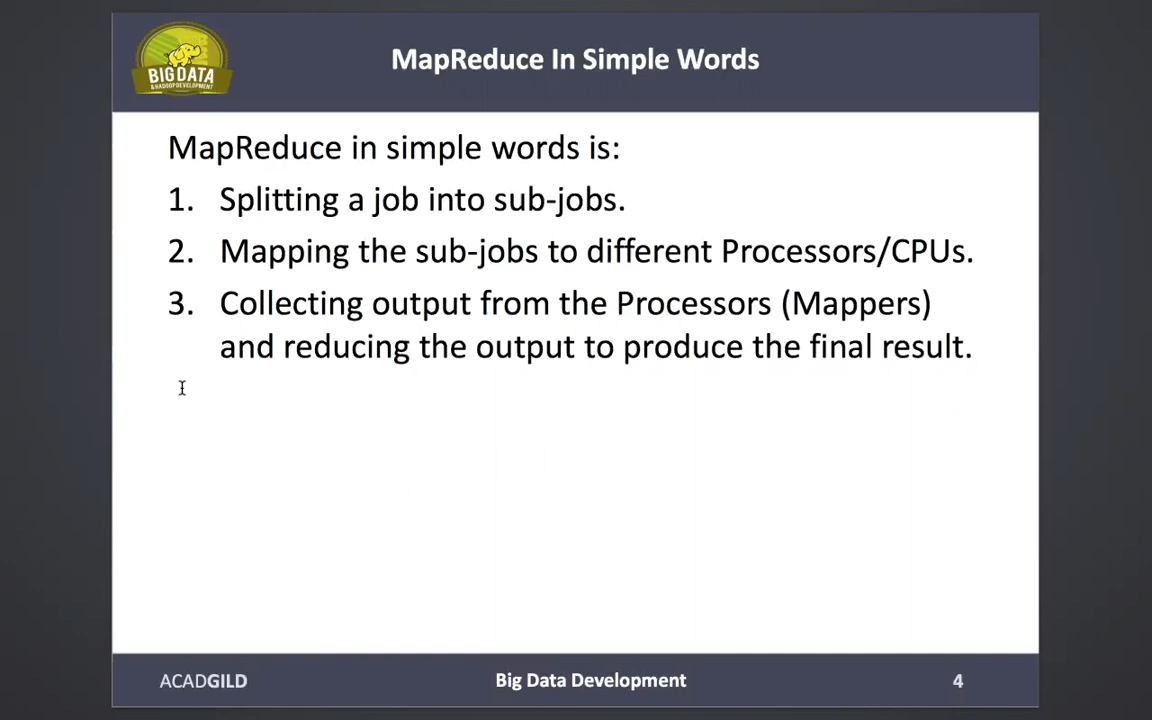 BIG DATA
& HADOOP DEVELOPMENT
MapReduce In Simple Words
MapReduce in simple words is:
1. Splitting a job into sub-jobs.
2. Mapping the sub-jobs to different Processors/CPUs.
3. Collecting output from the Processors (Mappers)
and reducing the output to produce the final result.
ACADGILD
Big Data Development
4